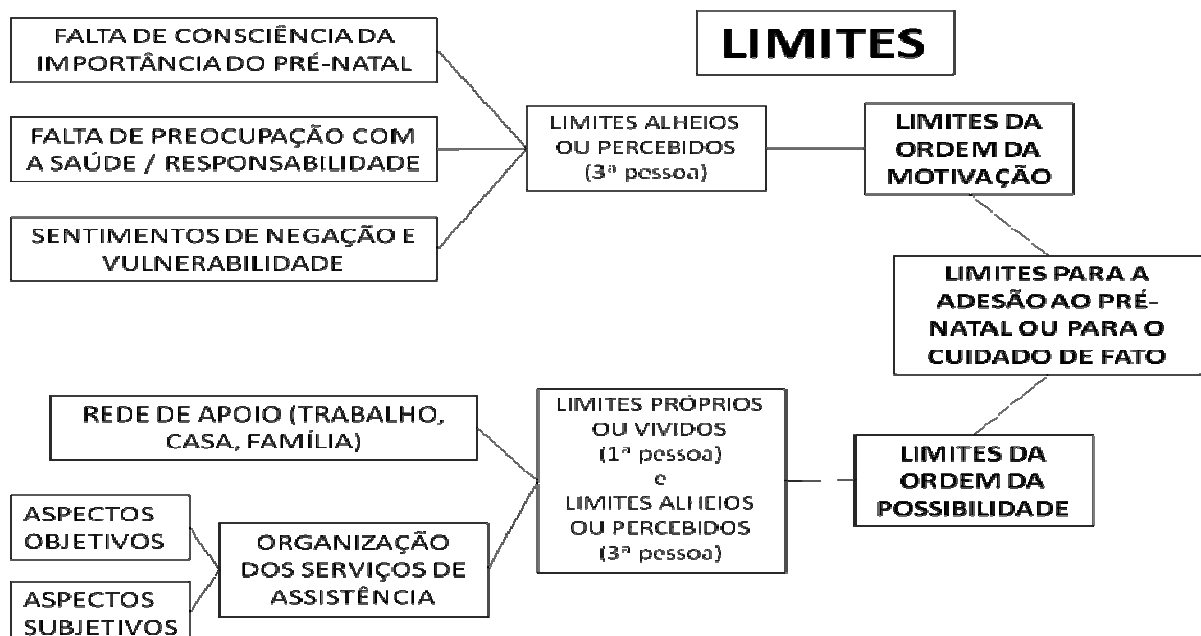 LIMITES
FALTA DE CONSCIÊNCIA DA
IMPORTÂNCIA DO PRÉ-NATAL
FALTA DE PREOCUPAÇÃO COM
A SAÚDE / RESPONSABILIDADE
SENTIMENTOS DE NEGAÇÃO E
VULNERABILIDADE
LIMITES ALHEIOS
OU PERCEBIDOS
(3ª pessoa)
LIMITES DA
ORDEM DA
MOTIVAÇÃO
LIMITES PARA A
ADESÃO AO PRÉ-
NATAL OU PARA O
CUIDADO DE FATO
REDE DE APOIO (TRABALHO,
CASA, FAMÍLIA)
ASPECTOS
OBJETIVOS
ASPECTOS
SUBJETIVOS
ORGANIZAÇÃO
DOS SERVIÇOS DE
ASSISTÊNCIA
LIMITES PRÓPRIOS
OU VIVIDOS
(1ª pessoa)
e
LIMITES ALHEIOS
OU PERCEBIDOS
(3ª pessoa)
LIMITES DA
ORDEM DA
POSSIBILIDADE